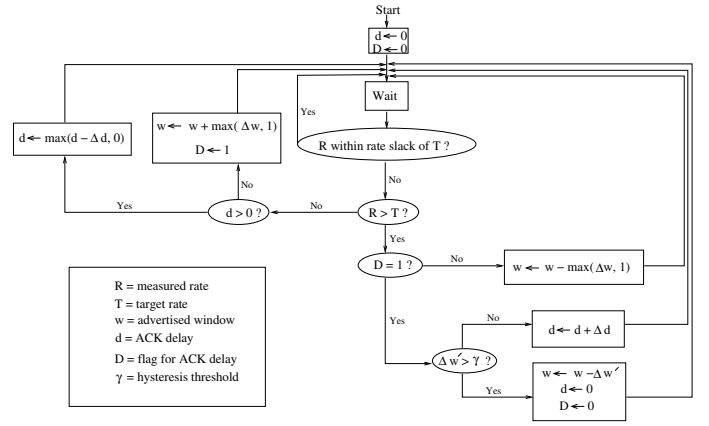 Start
d ← 0
D ← 0
Wait
Yes
R within rate slack of T ?
No
d ← max(d − Δ d, 0)
w ← w + max( Δw, 1)
D ← 1
No
Yes
d > 0 ?
No
R > T ?
Yes
D = 1 ?
No
w ← w − max( Δw, 1)
Yes
R = measured rate
T = target rate
w = advertised window
d = ACK delay
D = flag for ACK delay
γ = hysteresis threshold
No
d ← d + Δ d
Δ w′ > γ ?
Yes
w ← w − Δw′
d ← 0
D ← 0